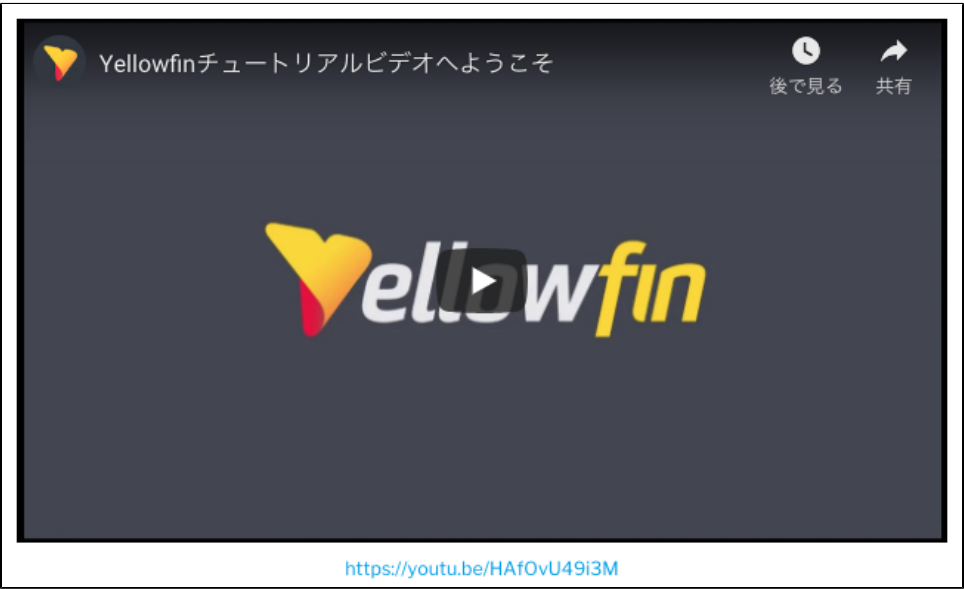 Yellowfinチュートリアルビデオへようこそ
後で見る
共有
Yellowfin
https://youtu.be/HAfOvU49i3M